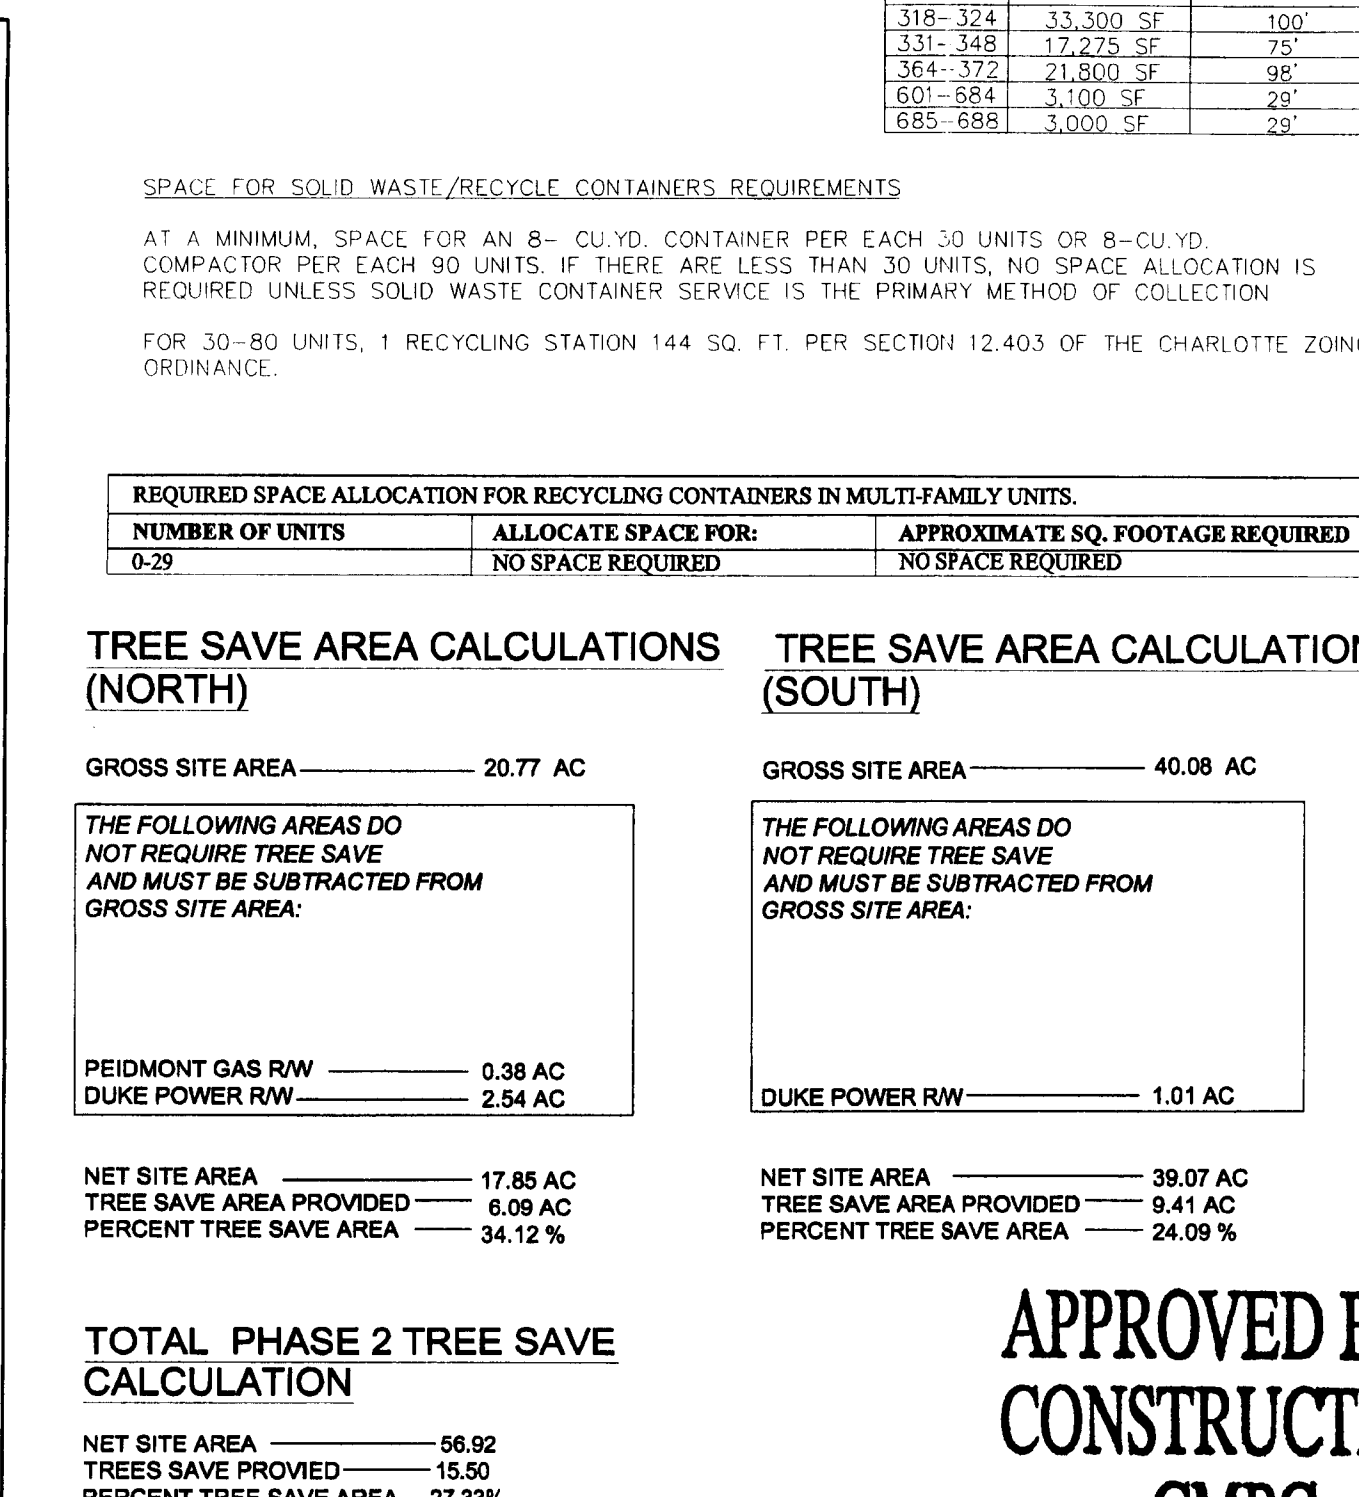 318-324 33,300 SF 100'
331-348 17,275 SF 75'
364-372 21,800 SF 98'
601-684 3,100 SF 29'
685-688 3,000 SF 29'
SPACE FOR SOLID WASTE/RECYCLE CONTAINERS REQUIREMENTS
AT A MINIMUM, SPACE FOR AN 8- CU.YD. CONTAINER PER EACH 30 UNITS OR 8-CU.YD.
COMPACTOR PER EACH 90 UNITS. IF THERE ARE LESS THAN 30 UNITS, NO SPACE ALLOCATION IS
REQUIRED UNLESS SOLID WASTE CONTAINER SERVICE IS THE PRIMARY METHOD OF COLLECTION
FOR 30-80 UNITS, 1 RECYCLING STATION 144 SQ. FT. PER SECTION 12.403 OF THE CHARLOTTE ZOIN
ORDINANCE.
REQUIRED SPACE ALLOCATION FOR RECYCLING CONTAINERS IN MULTI-FAMILY UNITS.
NUMBER OF UNITS ALLOCATE SPACE FOR: APPROXIMATE SQ. FOOTAGE REQUIRED
0-29 NO SPACE REQUIRED NO SPACE REQUIRED
TREE SAVE AREA CALCULATIONS
(NORTH)
GROSS SITE AREA 20.77 AC
THE FOLLOWING AREAS DO
NOT REQUIRE TREE SAVE
AND MUST BE SUBTRACTED FROM
GROSS SITE AREA:
PEIDMONT GAS R/W 0.38 AC
DUKE POWER R/W 2.54 AC
NET SITE AREA 17.85 AC
TREE SAVE AREA PROVIDED 6.09 AC
PERCENT TREE SAVE AREA 34.12 %
TREE SAVE AREA CALCULATION
(SOUTH)
GROSS SITE AREA 40.08 AC
THE FOLLOWING AREAS DO
NOT REQUIRE TREE SAVE
AND MUST BE SUBTRACTED FROM
GROSS SITE AREA:
DUKE POWER R/W 1.01 AC
NET SITE AREA 39.07 AC
TREE SAVE AREA PROVIDED 9.41 AC
PERCENT TREE SAVE AREA 24.09 %
TOTAL PHASE 2 TREE SAVE
CALCULATION
NET SITE AREA 56.92
TREES SAVE PROVIED 15.50
PERCENT TREE SAVE AREA 27.23%
APPROVED
CONSTRUCT